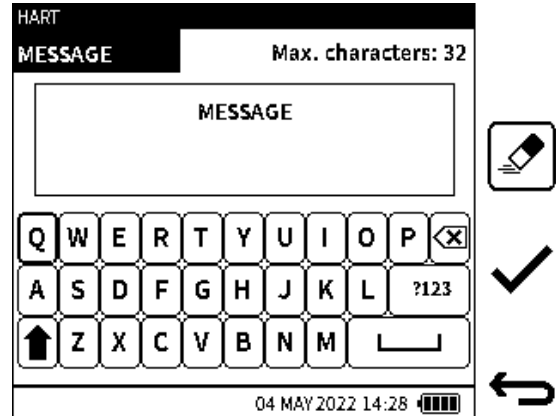 HART
MESSAGE Max. characters: 32
MESSAGE
Q W E R T Y U I O P
A S D F G H J K L ?123
Z X C V B N M
04 MAY 2022 14:28